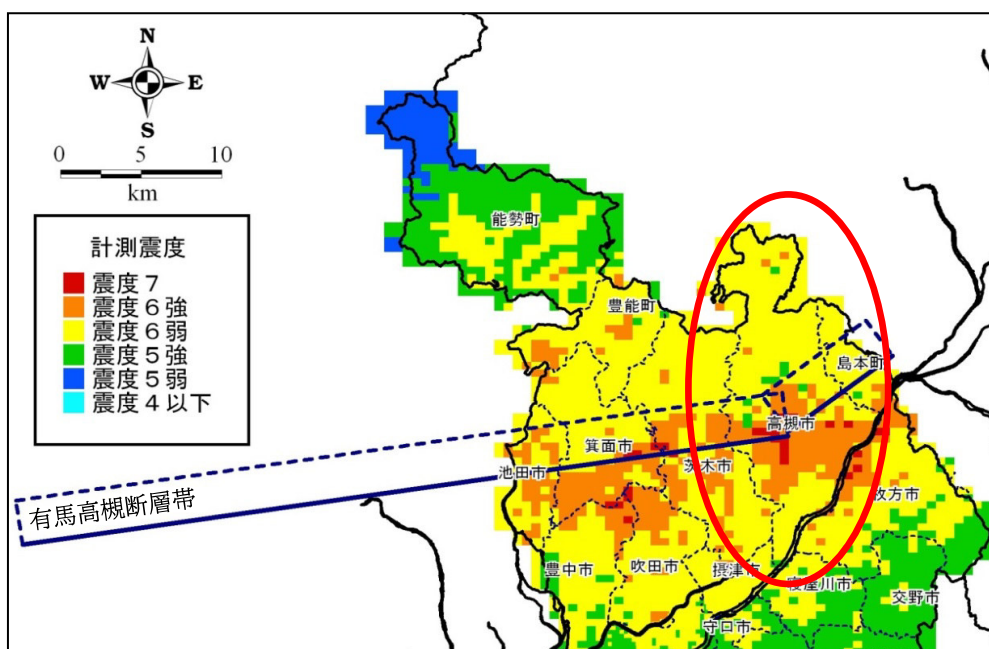 N
W E
S
0 5 10
km
計測震度
震度７
震度６強
震度６弱
震度５強
震度５弱
震度４以下
能勢町
豊能町
島本町
高槻市
箕面市
茨木市
池田市
有馬高槻断層帯
枚方市
豊中市
吹田市
摂津市
寝屋川市
交野市
守口市